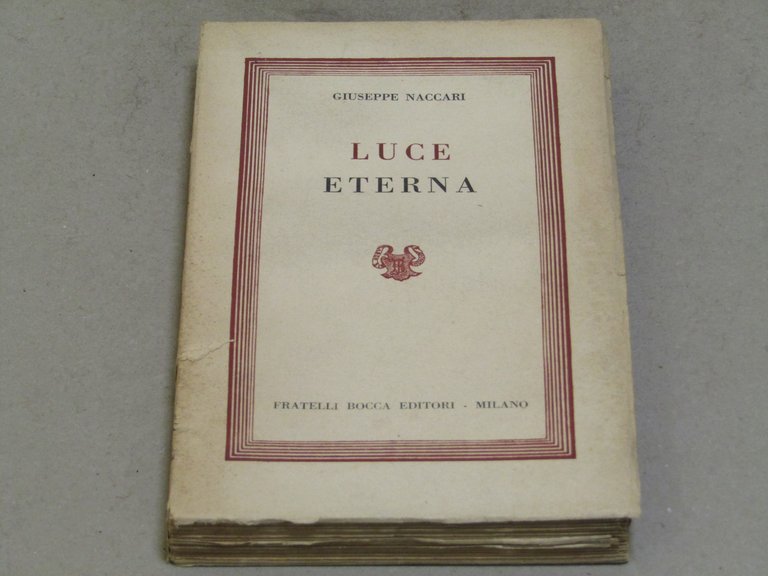 GIUSEPPE NACCARI
LUCE
ETERNA
FRATELLI BOCCA EDITORI - MILANO